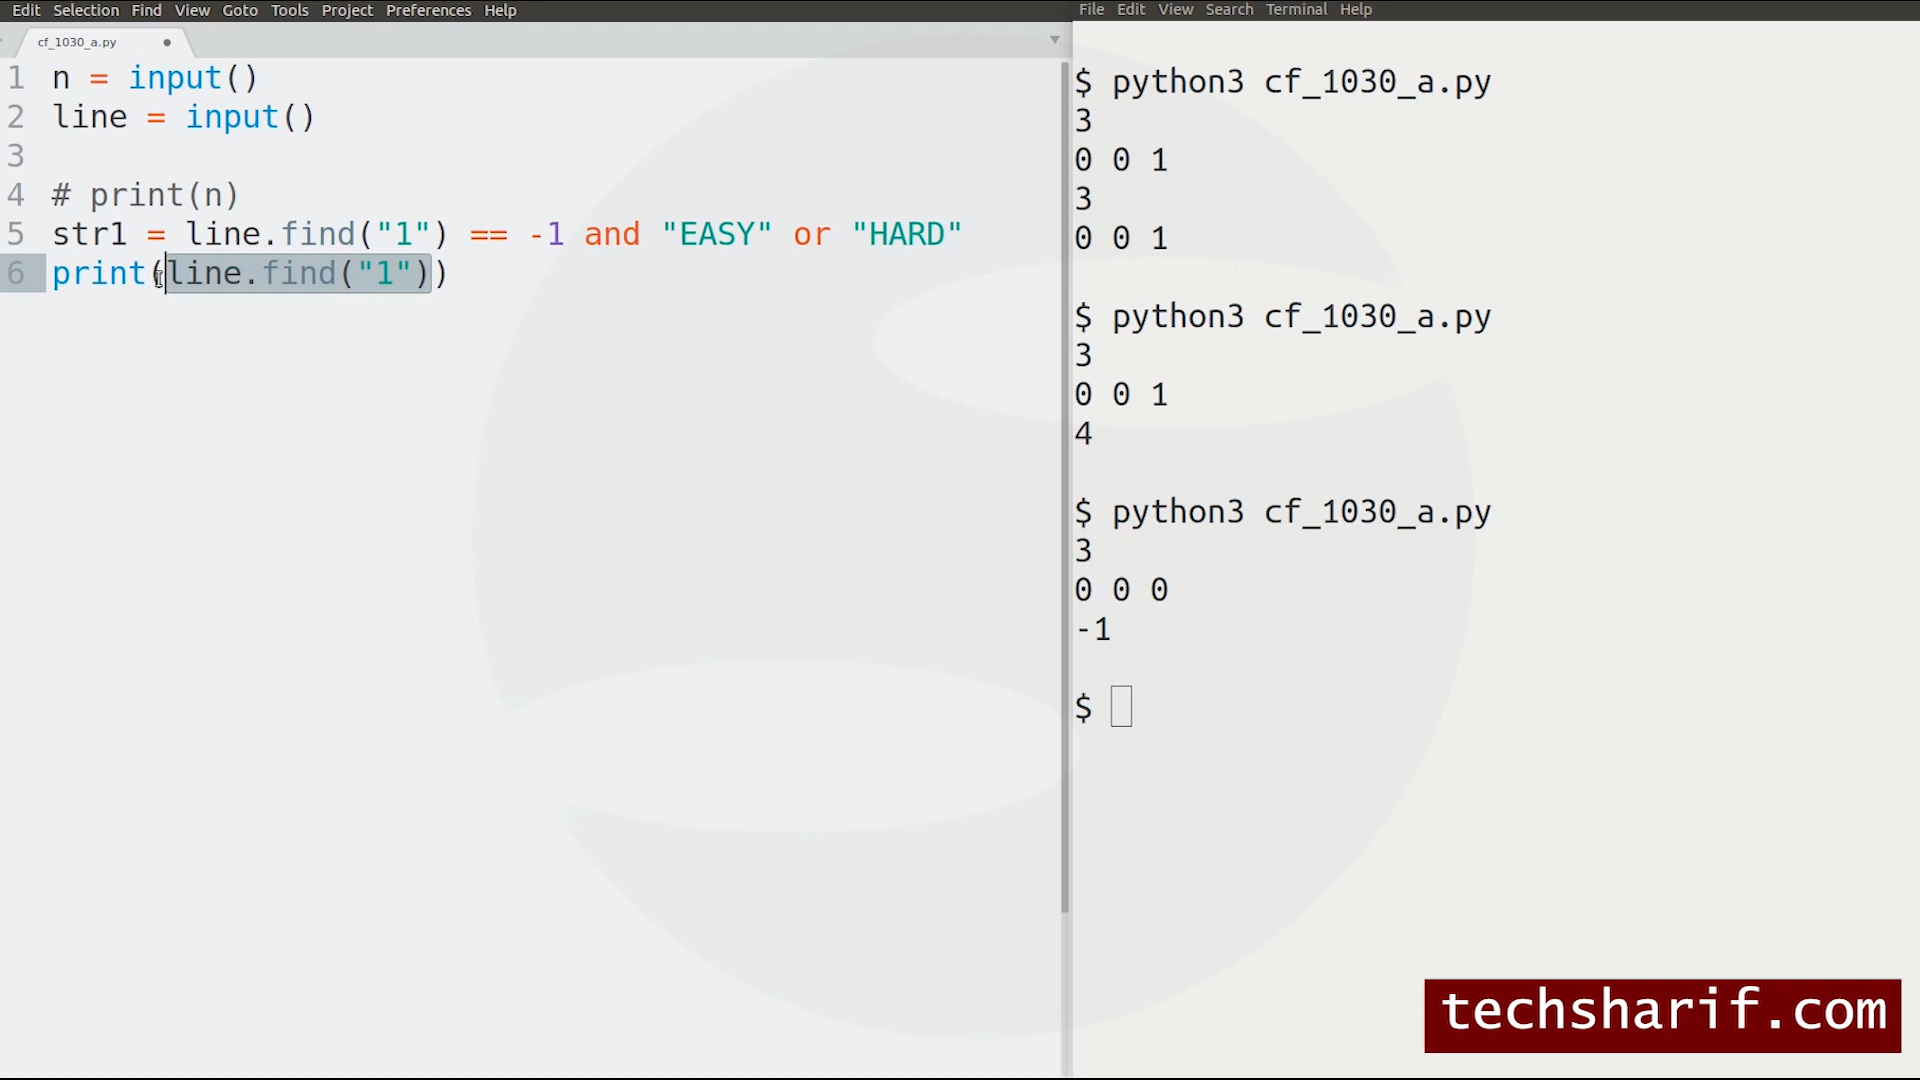 Edit Selection Find View Goto Tools Project Preferences Help
cf_1030_a.py
1 n = input()
2 line = input()
3
4 # print(n)
5 str1 = line.find("1") == -1 and "EASY" or "HARD"
6 print(line.find("1"))
File Edit View Search Terminal Help
$ python3 cf_1030_a.py
3
0 0 1
3
0 0 1
$ python3 cf_1030_a.py
3
0 0 1
4
$ python3 cf_1030_a.py
3
0 0 0
-1
$
techsharif.com